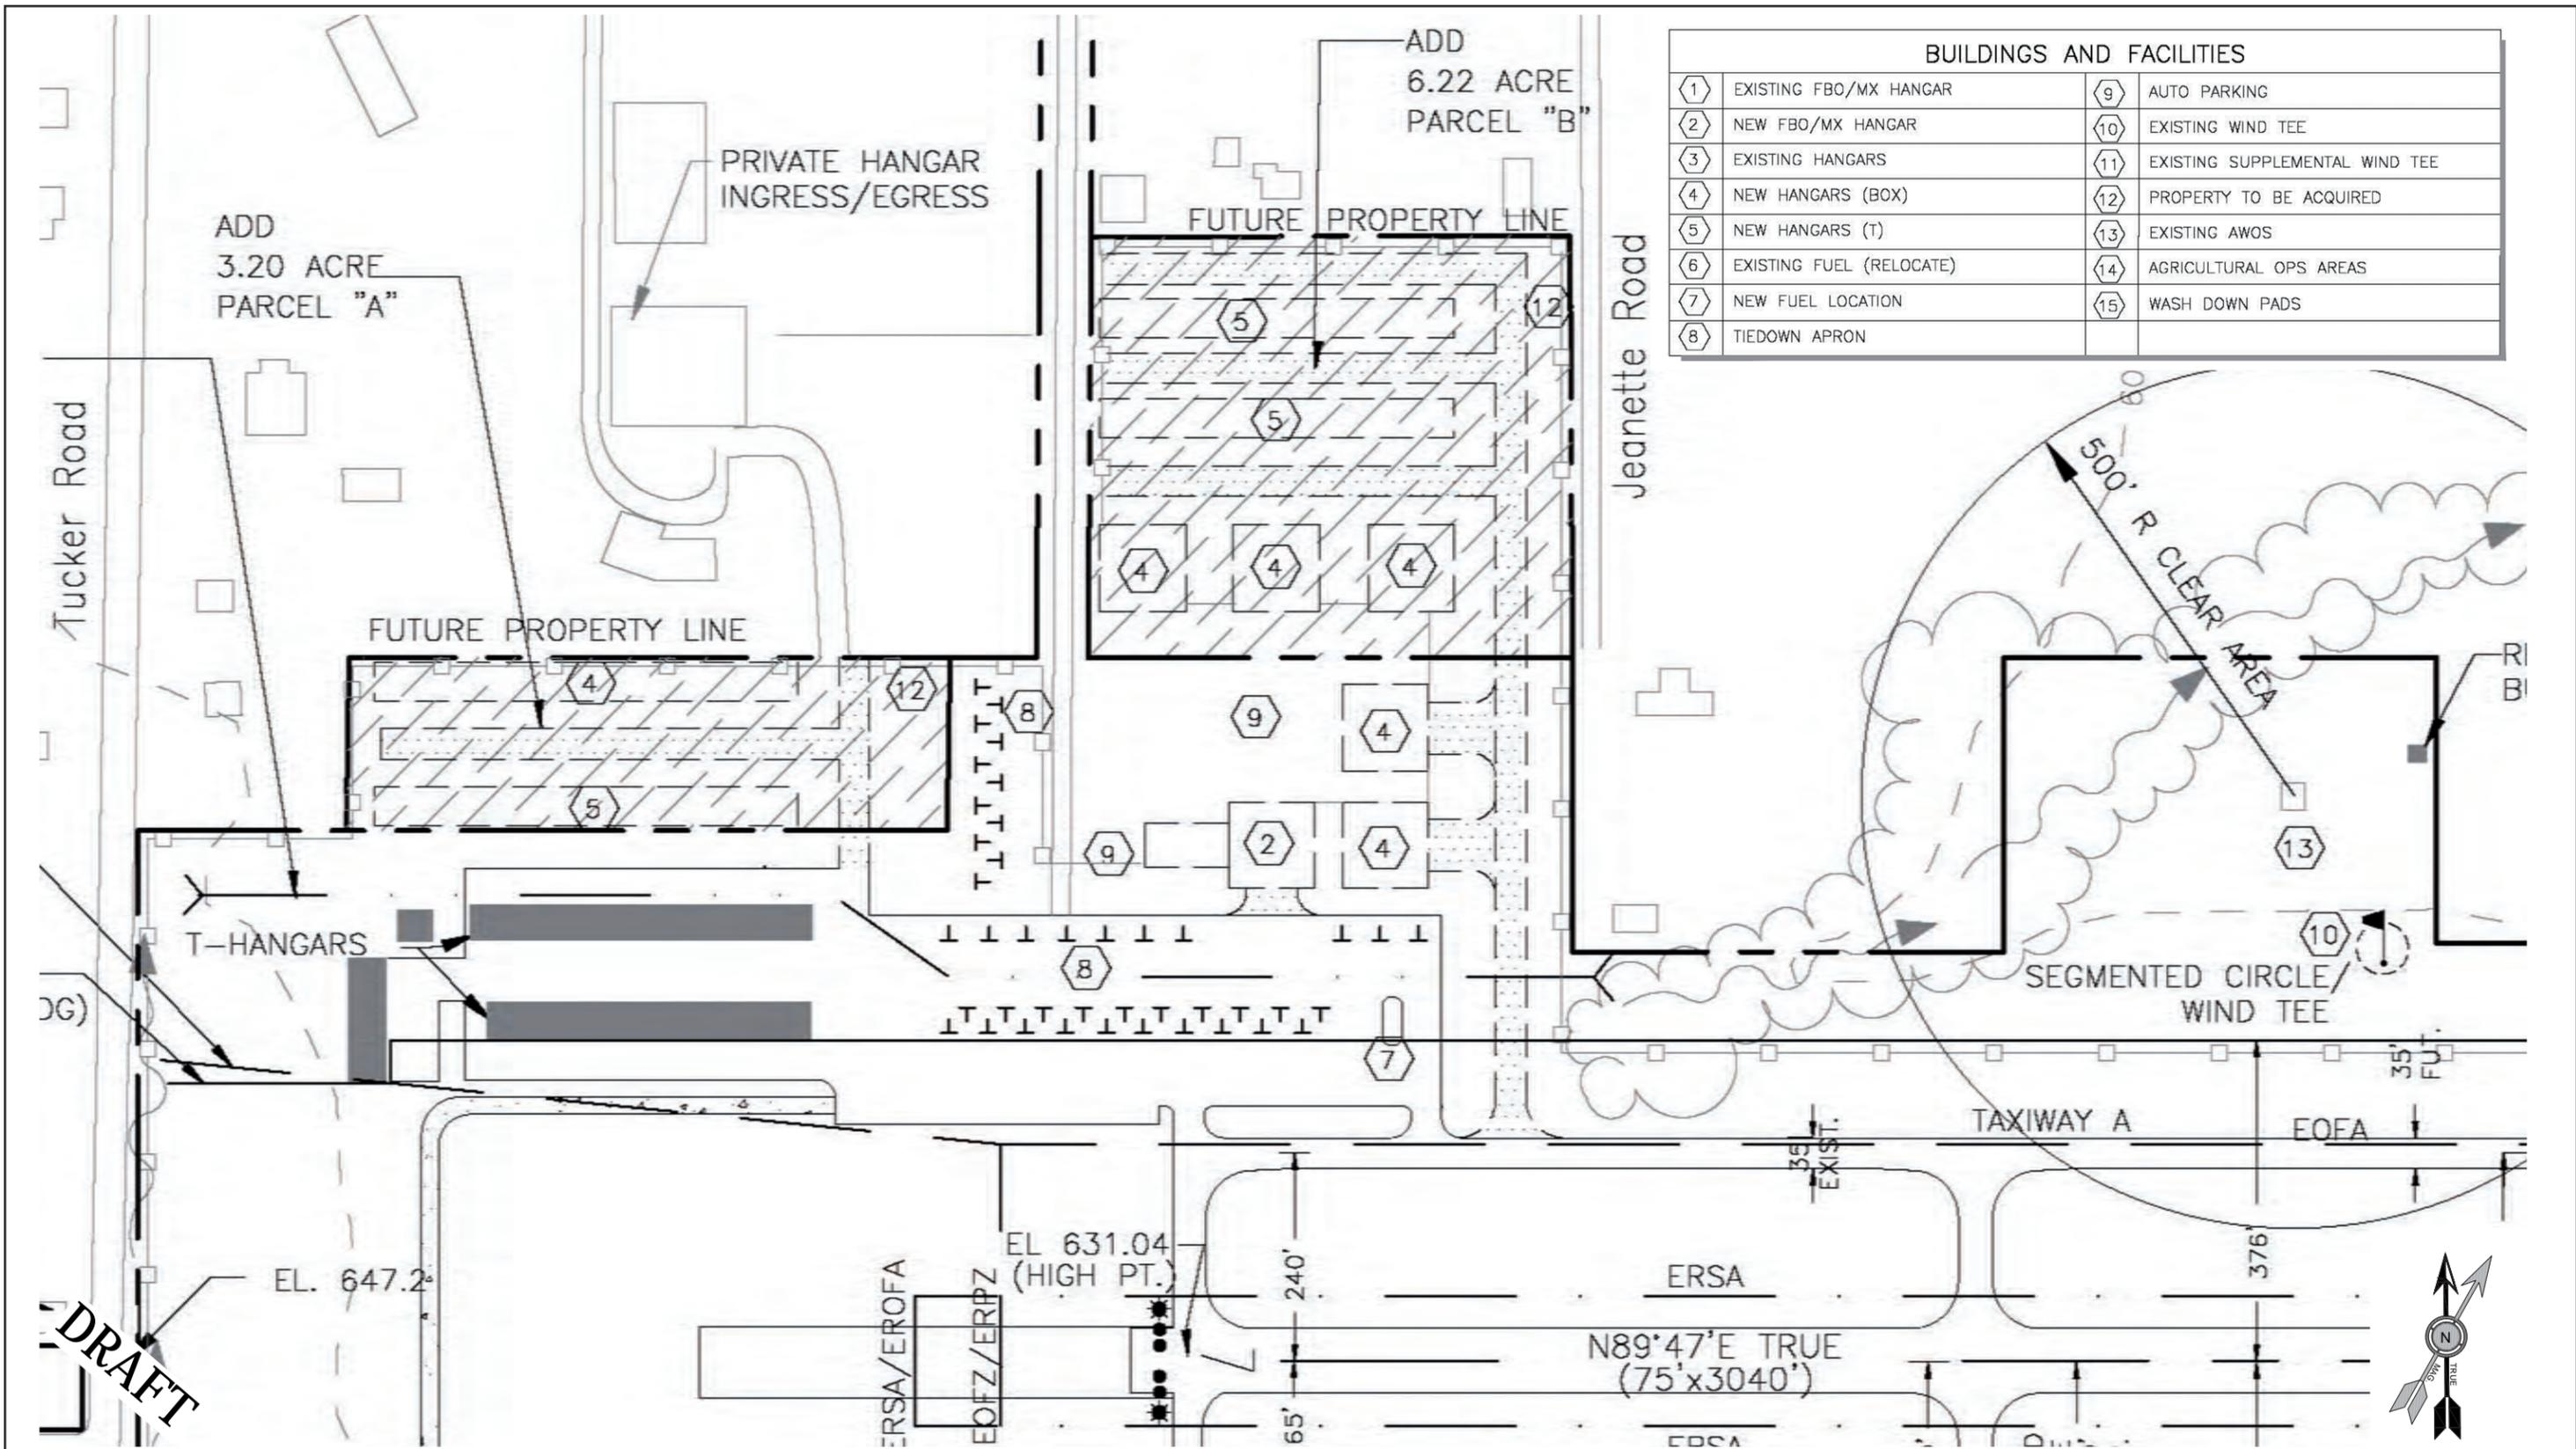 BUILDINGS AND FACILITIES
1 EXISTING FBO/MX HANGAR
2 NEW FBO/MX HANGAR
3 EXISTING HANGARS
4 NEW HANGARS (BOX)
5 NEW HANGARS (T)
6 EXISTING FUEL (RELOCATE)
7 NEW FUEL LOCATION
8 TIEDOWN APRON
9 AUTO PARKING
10 EXISTING WIND TEE
11 EXISTING SUPPLEMENTAL WIND TEE
12 PROPERTY TO BE ACQUIRED
13 EXISTING AWOS
14 AGRICULTURAL OPS AREAS
15 WASH DOWN PADS
ADD
6.22 ACRE
PARCEL "B"
PRIVATE HANGAR
INGRESS/EGRESS
ADD
3.20 ACRE
PARCEL "A"
FUTURE PROPERTY LINE
Tucker Road
Jeanette Road
5
12
5
4
4
4
60
500' R CLEAR AREA
FUTURE PROPERTY LINE
4
12
8
9
4
5
9
2
4
13
T-HANGARS
8
10
SEGMENTED CIRCLE/
WIND TEE
7
35'
FUT.
TAXIWAY A
EOFA
35'
EXIST.
EL. 647.2
EL 631.04
(HIGH PT.)
ERSA/EROFA
EOFZ/ERPZ
240'
65'
376'
ERSA
N89°47'E TRUE
(75'x3040')
ERSA
DRAFT
N
MAG
TRUE